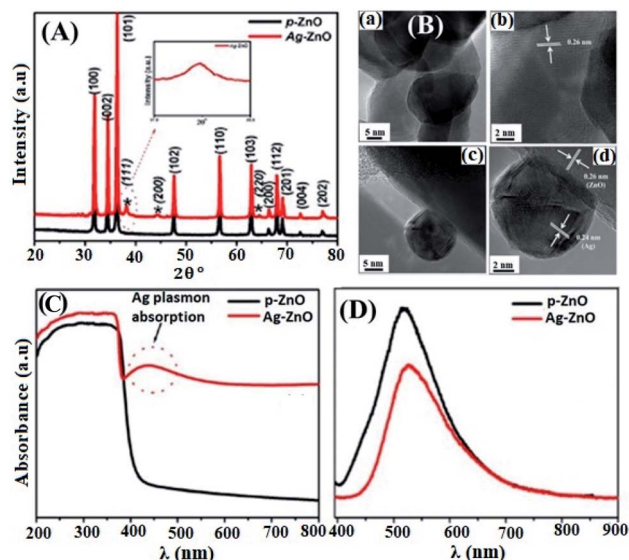 (A)
p-ZnO
Ag-ZnO
(101)
(100)
(002)
(111)
*
(200)
*
(102)
(110)
(103)
(220)
*
(200)
(112)
(201)
(004)
(202)
Ag-ZnO
Intensity (a.u)
2θ°
Intensity (a.u)
20 30 40 50 60 70 80
2θ°
(B)
(a)
5 nm
(b)
0.26 nm
2 nm
(c)
5 nm
(d)
0.26 nm
(ZnO)
0.24 nm
(Ag)
2 nm
(C)
Ag plasmon
absorption
p-ZnO
Ag-ZnO
Absorbance (a.u)
200 300 400 500 600 700 800
λ (nm)
(D)
p-ZnO
Ag-ZnO
400 500 600 700 800 900
λ (nm)